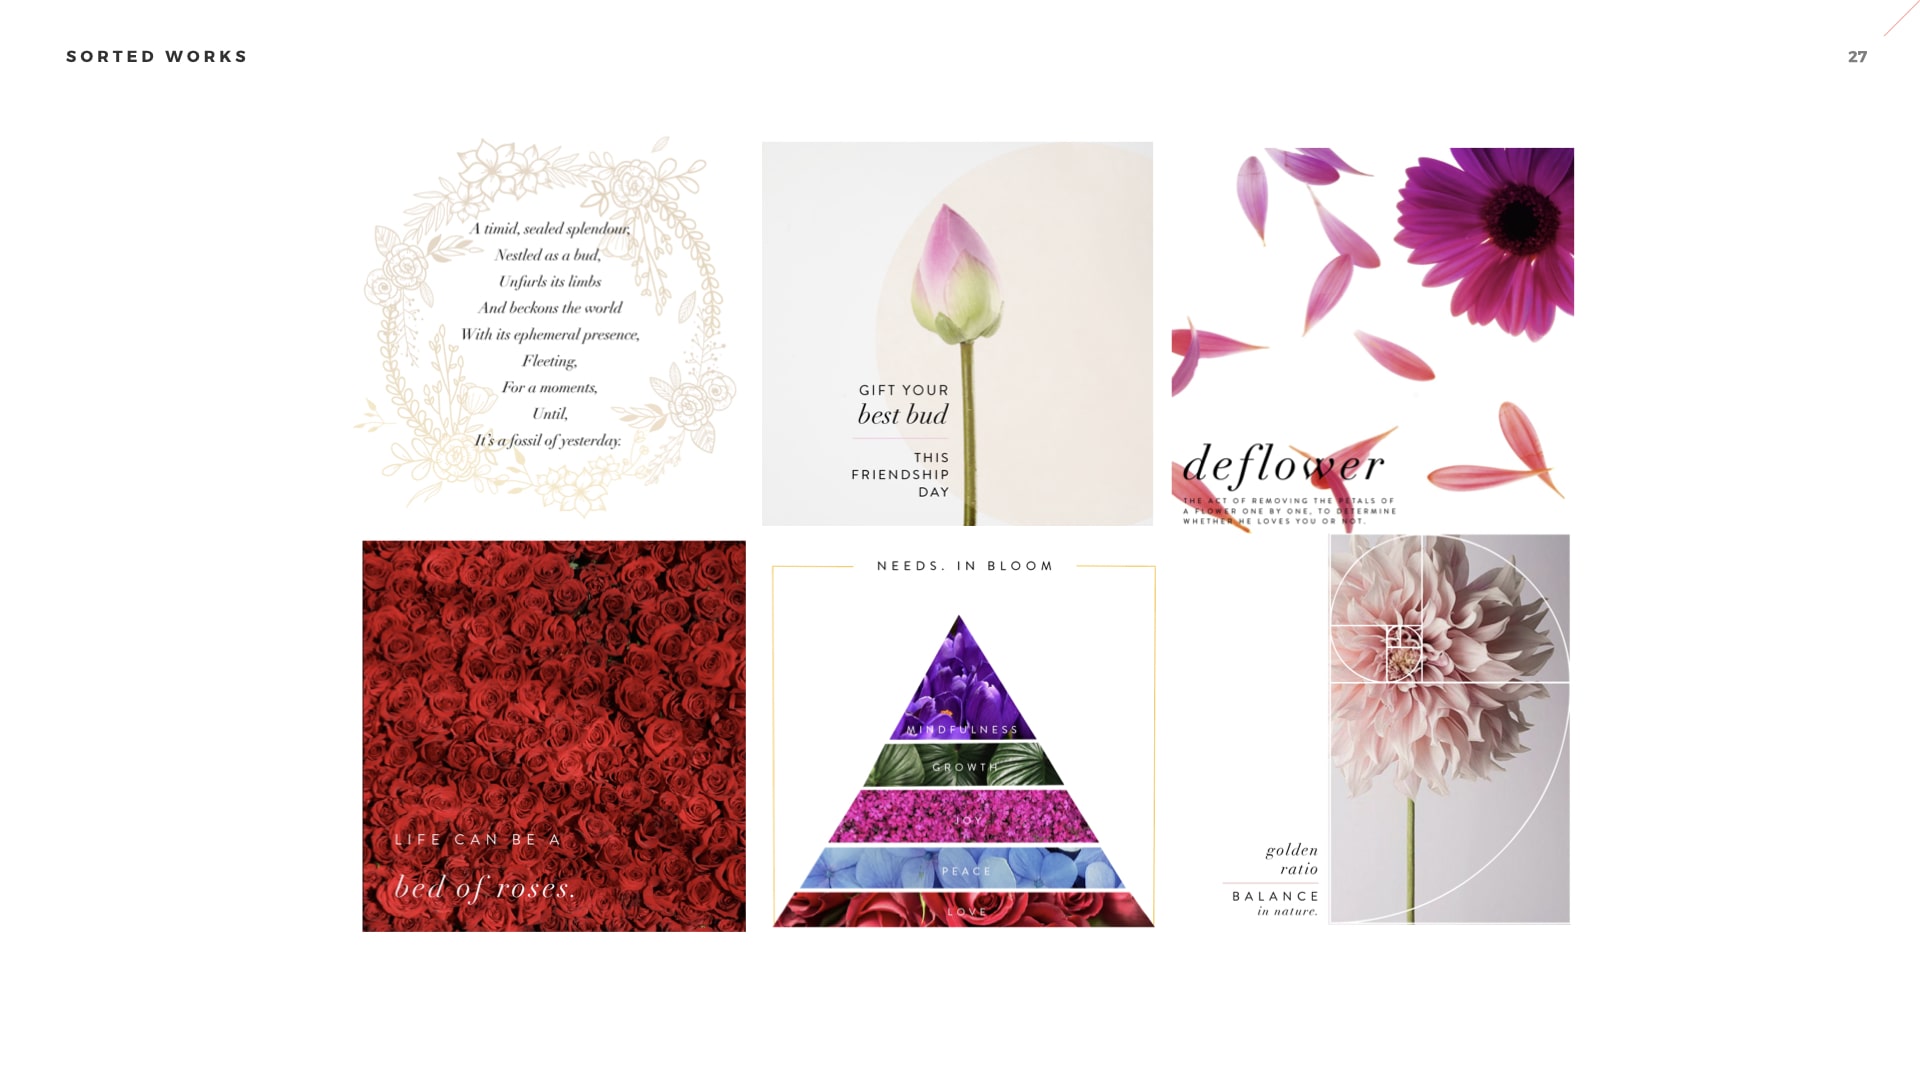 SORTED WORKS
27
A timid, sealed splendour,
Nestled as a bud,
Unfurls its limbs
And beckons the world
With its ephemeral presence,
Fleeting,
For a moments,
Until,
It's a fossil of yesterday.
GIFT YOUR
best bud
THIS
FRIENDSHIP
DAY
deflower
THE ACT OF REMOVING THE PETALS OF
A FLOWER ONE BY ONE, TO DETERMINE
WHETHER HE LOVES YOU OR NOT.
LIFE CAN BE A
bed of roses.
NEEDS. IN BLOOM
MINDFULNESS
GROWTH
JOY
PEACE
LOVE
golden
ratio
BALANCE
in nature.